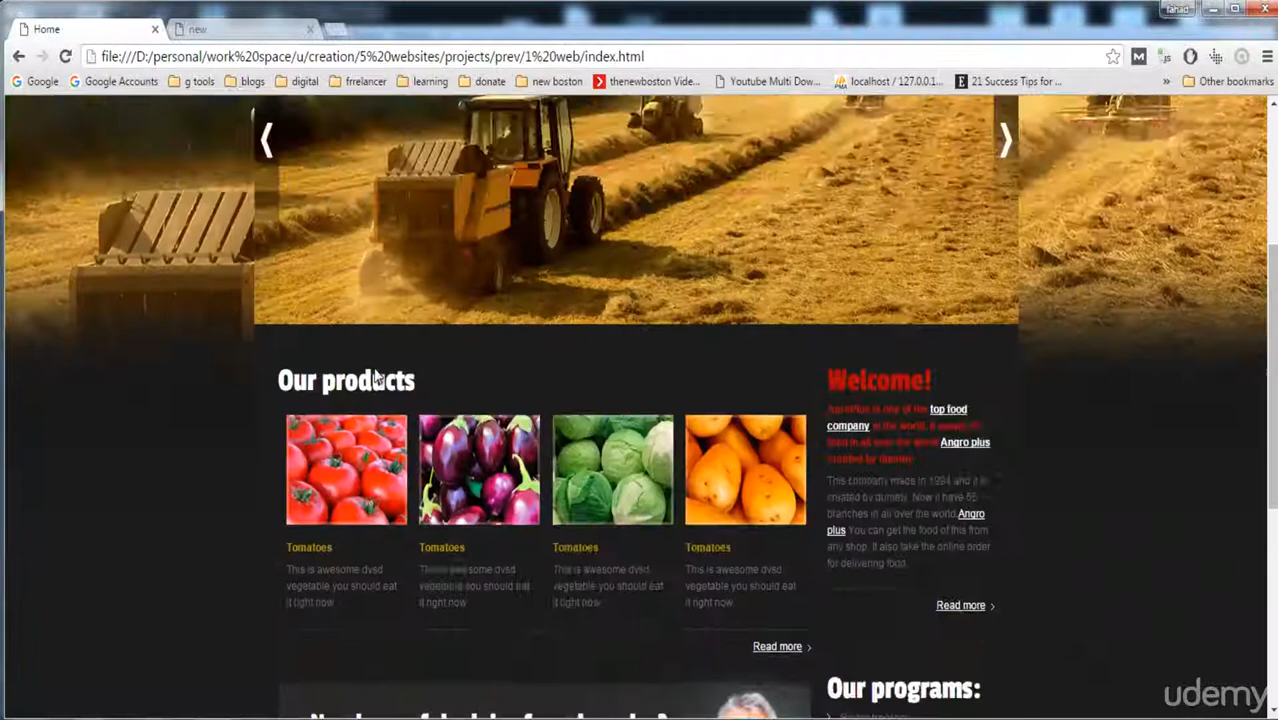 fahad
Home
new
file:///D:/personal/work%20space/u/creation/5%20websites/projects/prev/1%20web/index.html
Google
Google Accounts
g tools
blogs
digital
frrelancer
learning
donate
new boston
thenewboston Vide...
Youtube Multi Dow...
localhost / 127.0.0.1...
21 Success Tips for ...
»
Other bookmarks
Our products
Tomatoes
This is awesome dvsd
vegetable you should eat
it right now
Tomatoes
This is awesome dvsd
vegetable you should eat
it right now
Tomatoes
This is awesome dvsd
vegetable you should eat
it right now
Tomatoes
This is awesome dvsd
vegetable you should eat
it right now
Read more
Welcome!
is one of the top food
company in the world.
food in all over the world Angro plus
created by
This company made in 1994 and it is
created by dumety. Now it have 55
branches in all over the world.Angro
plus You can get the food of this from
any shop. It also take the online order
for delivering food.
Read more
Our programs:
udemy